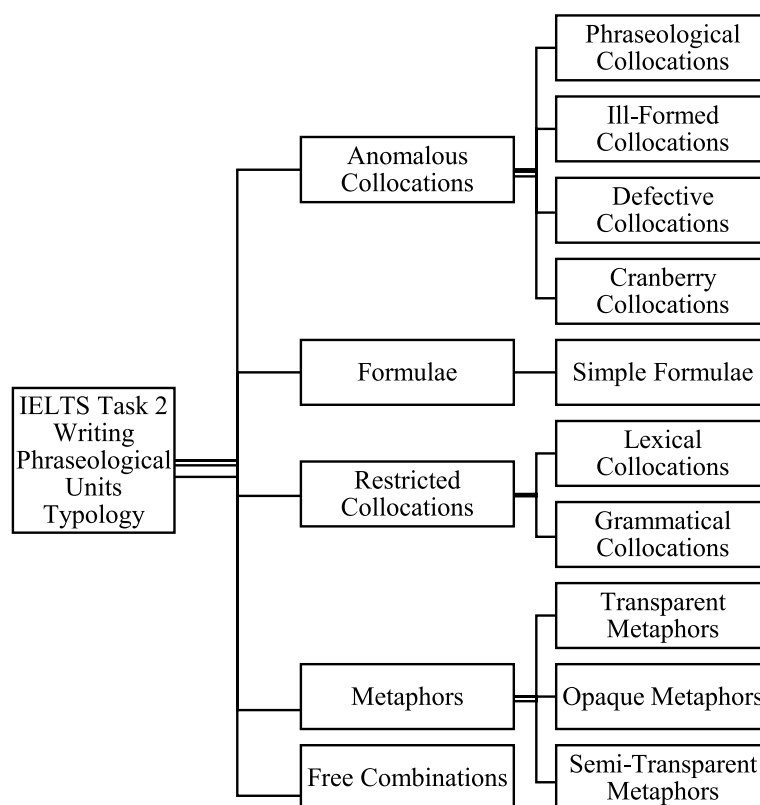 IELTS Task 2
Writing
Phraseological
Units
Typology
Anomalous
Collocations
Phraseological
Collocations
Ill-Formed
Collocations
Defective
Collocations
Cranberry
Collocations
Formulae
Simple Formulae
Restricted
Collocations
Lexical
Collocations
Grammatical
Collocations
Metaphors
Transparent
Metaphors
Opaque Metaphors
Semi-Transparent
Metaphors
Free Combinations